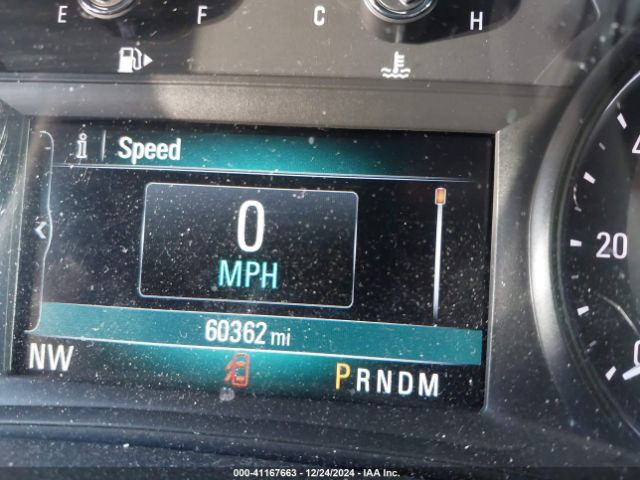 E F C H
i Speed
0
MPH
60362 mi
NW PRNDM
20
000-41167663 - 12/24/2024 - IAA Inc.